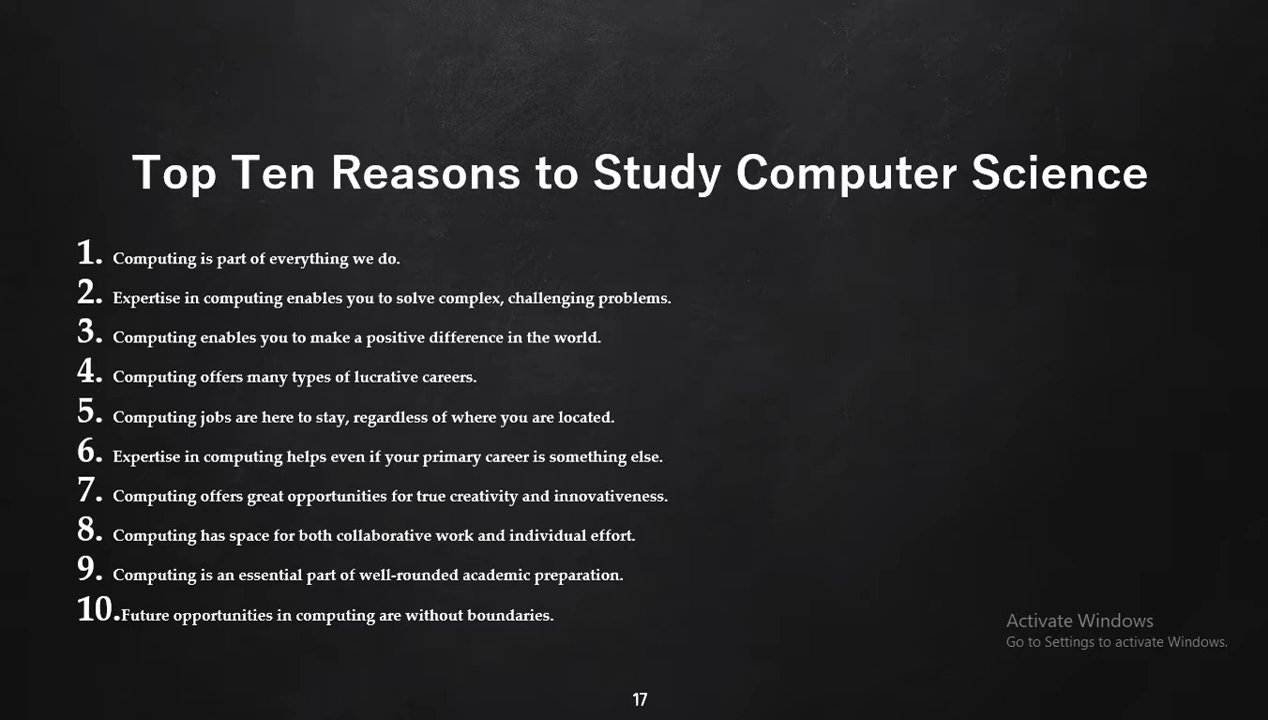 Top Ten Reasons to Study Computer Science
1. Computing is part of everything we do.
2. Expertise in computing enables you to solve complex, challenging problems.
3. Computing enables you to make a positive difference in the world.
4. Computing offers many types of lucrative careers.
5. Computing jobs are here to stay, regardless of where you are located.
6. Expertise in computing helps even if your primary career is something else.
7. Computing offers great opportunities for true creativity and innovativeness.
8. Computing has space for both collaborative work and individual effort.
9. Computing is an essential part of well-rounded academic preparation.
10.Future opportunities in computing are without boundaries.
Activate Windows
Go to Settings to activate Windows.
17